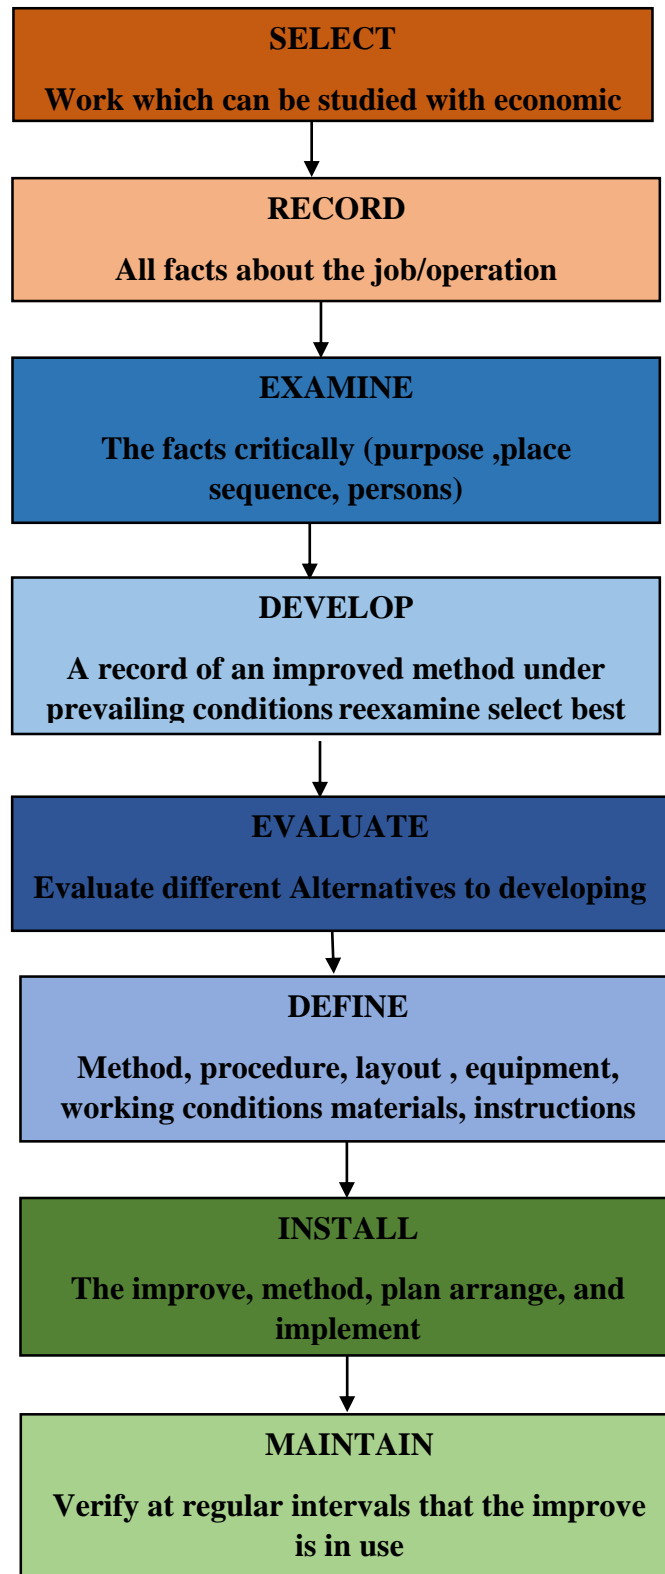 SELECT
Work which can be studied with economic
RECORD
All facts about the job/operation
EXAMINE
The facts critically (purpose ,place
sequence, persons)
DEVELOP
A record of an improved method under
prevailing conditions reexamine select best
EVALUATE
Evaluate different Alternatives to developing
DEFINE
Method, procedure, layout , equipment,
working conditions materials, instructions
INSTALL
The improve, method, plan arrange, and
implement
MAINTAIN
Verify at regular intervals that the improve
is in use